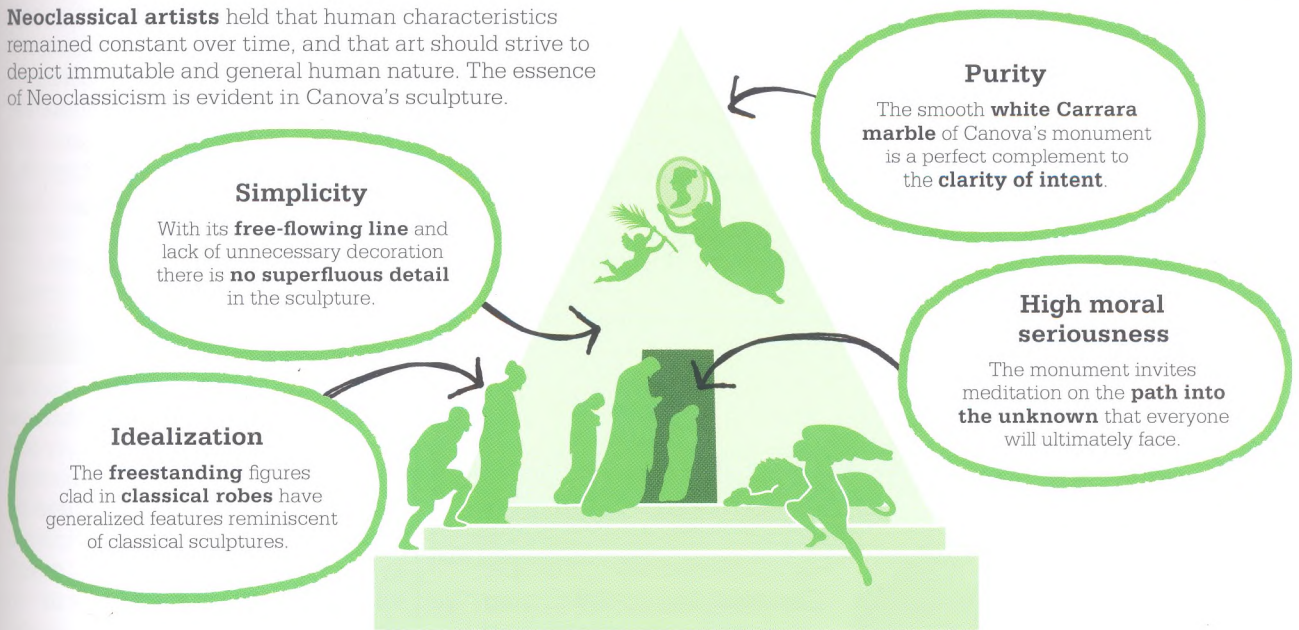 Neoclassical artists held that human characteristics
remained constant over time, and that art should strive to
depict immutable and general human nature. The essence
of Neoclassicism is evident in Canova's sculpture.
Purity
The smooth white Carrara
marble of Canova's monument
is a perfect complement to
the clarity of intent.
Simplicity
With its free-flowing line and
lack of unnecessary decoration
there is no superfluous detail
in the sculpture.
High moral
seriousness
The monument invites
meditation on the path into
the unknown that everyone
will ultimately face.
Idealization
The freestanding figures
clad in classical robes have
generalized features reminiscent
of classical sculptures.